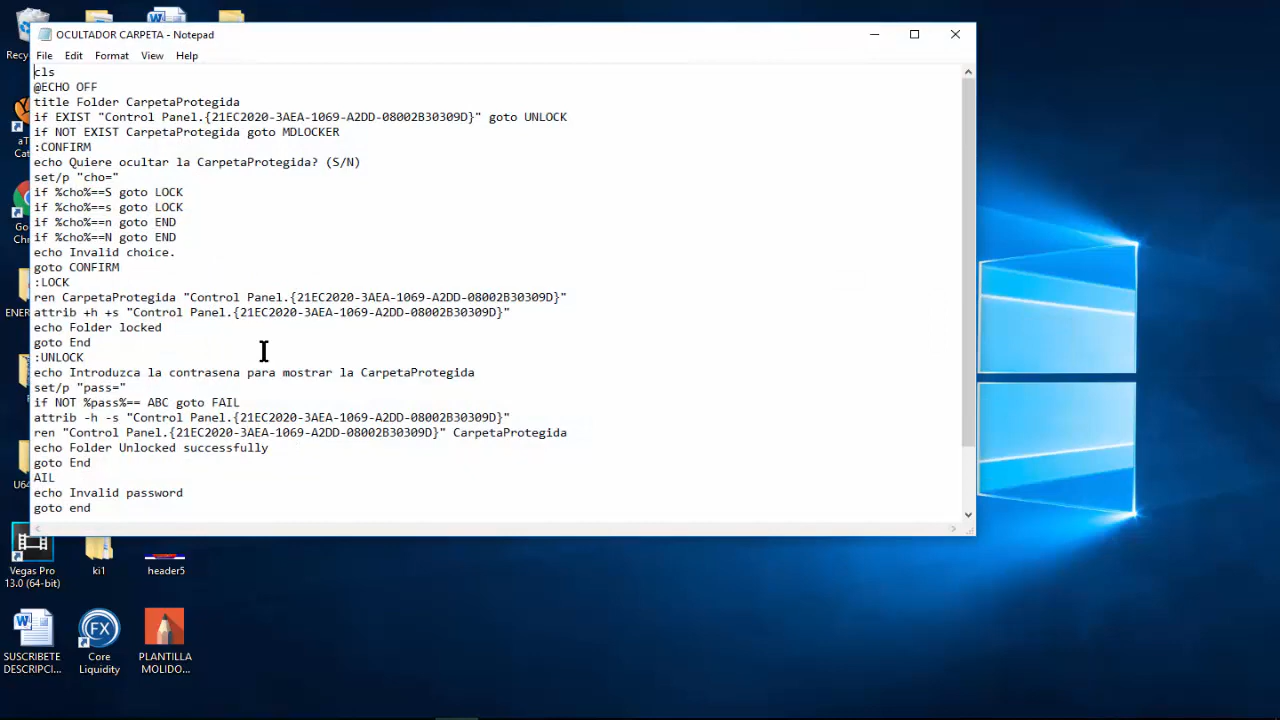 OCULTADOR CARPETA - Notepad
File Edit Format View Help
cls
@ECHO OFF
title Folder CarpetaProtegida
if EXIST "Control Panel.{21EC2020-3AEA-1069-A2DD-08002B30309D}" goto UNLOCK
if NOT EXIST CarpetaProtegida goto MDLOCKER
:CONFIRM
echo Quiere ocultar la CarpetaProtegida? (S/N)
set/p "cho="
if %cho%==S goto LOCK
if %cho%==s goto LOCK
if %cho%==n goto END
if %cho%==N goto END
echo Invalid choice.
goto CONFIRM
:LOCK
ren CarpetaProtegida "Control Panel.{21EC2020-3AEA-1069-A2DD-08002B30309D}"
attrib +h +s "Control Panel.{21EC2020-3AEA-1069-A2DD-08002B30309D}"
echo Folder locked
goto End
:UNLOCK
echo Introduzca la contrasena para mostrar la CarpetaProtegida
set/p "pass="
if NOT %pass%== ABC goto FAIL
attrib -h -s "Control Panel.{21EC2020-3AEA-1069-A2DD-08002B30309D}"
ren "Control Panel.{21EC2020-3AEA-1069-A2DD-08002B30309D}" CarpetaProtegida
echo Folder Unlocked successfully
goto End
AIL
echo Invalid password
goto end
Recy
aT
Cat
Go
Chr
ENER
U64
Vegas Pro
13.0 (64-bit)
ki1
header5
SUSCRIBETE
DESCRIPCI...
Core
Liquidity
PLANTILLA
MOLIDO...